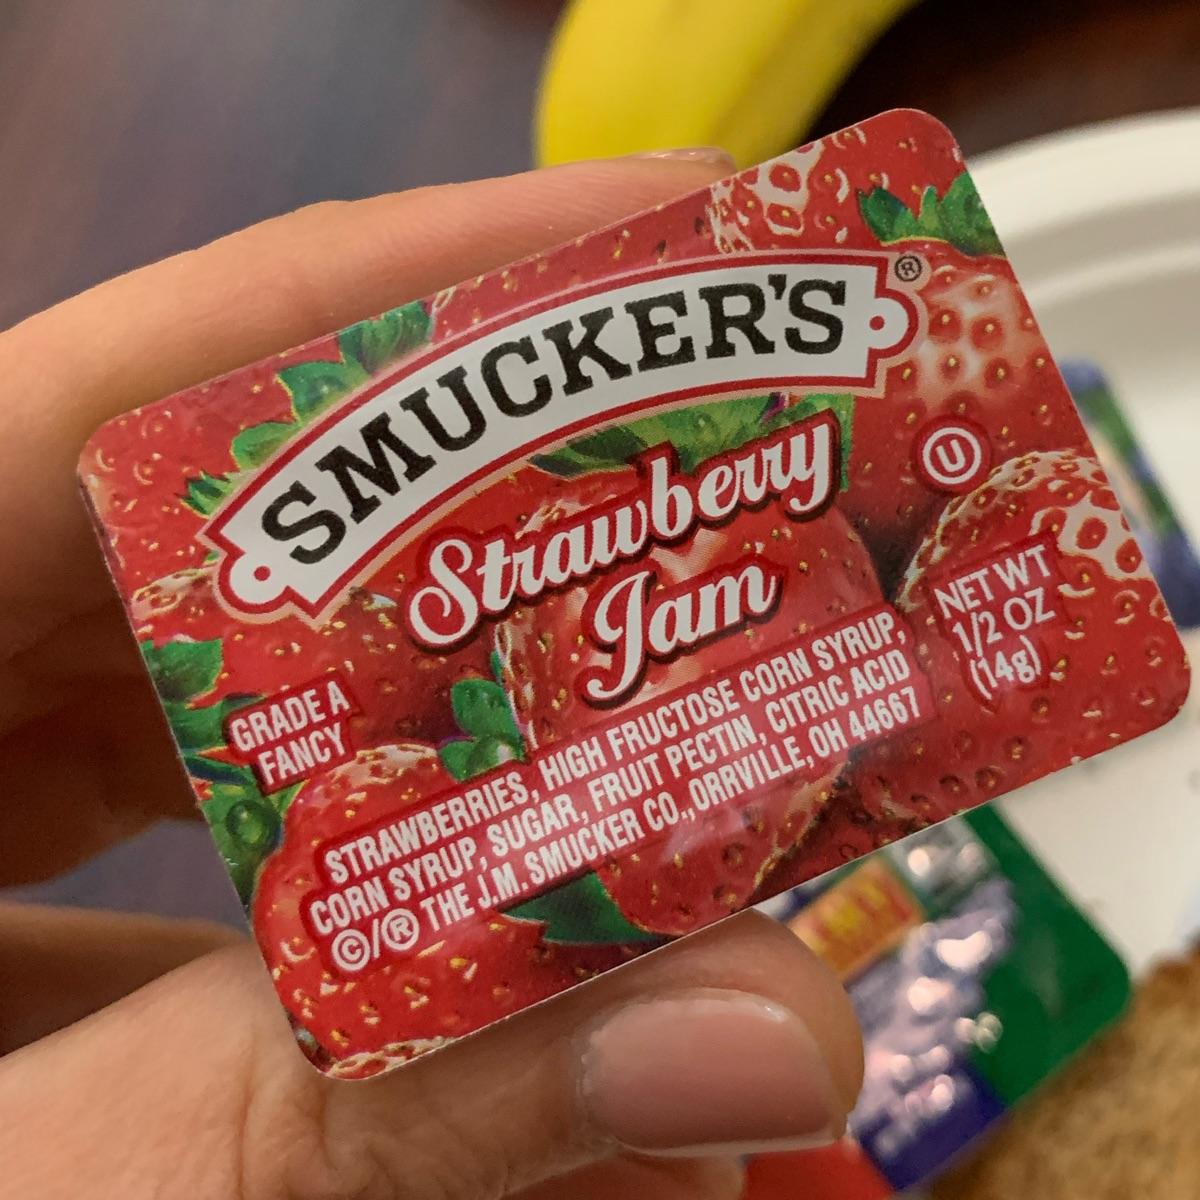 SMUCKER'S®
Strawberry
Jam
U
NET WT
1/2 OZ
(14g)
GRADE A
FANCY
STRAWBERRIES, HIGH FRUCTOSE CORN SYRUP,
CORN SYRUP, SUGAR, FRUIT PECTIN, CITRIC ACID
©/® THE J.M. SMUCKER CO., ORRVILLE, OH 44667